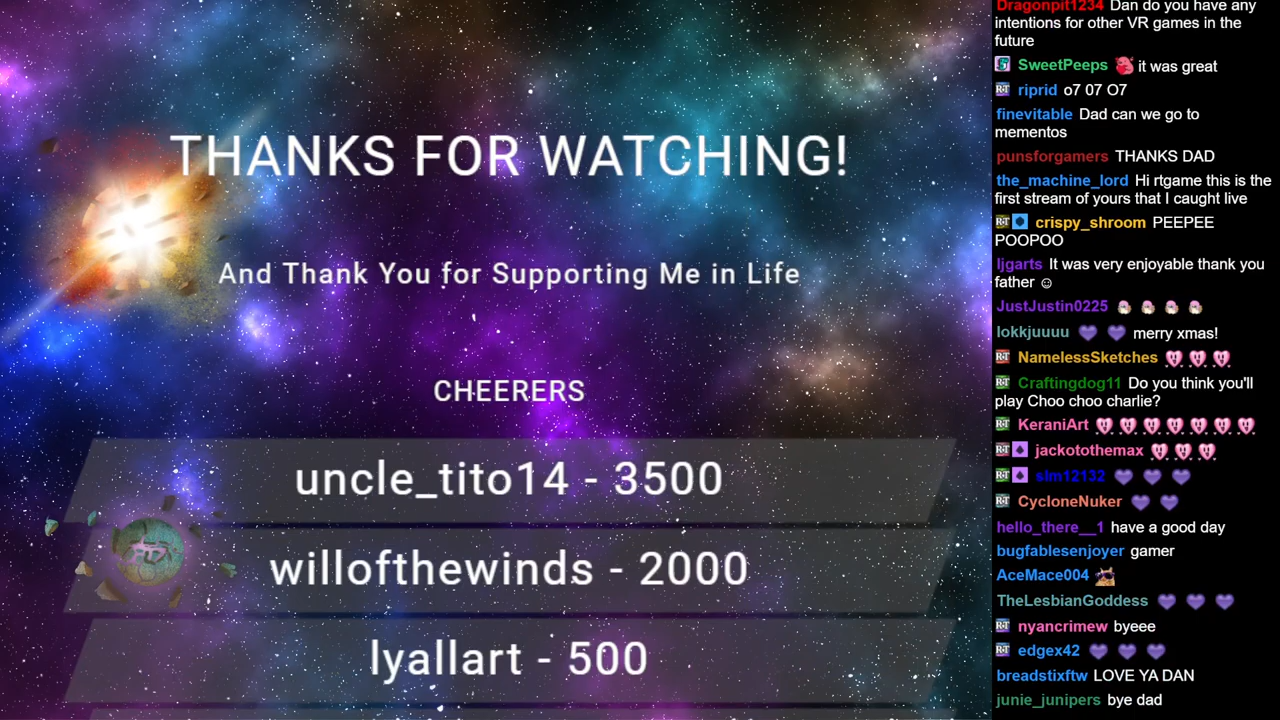 THANKS FOR WATCHING!
And Thank You for Supporting Me in Life
CHEERERS
uncle_tito14 - 3500
willofthewinds - 2000
lyallart - 500
Dragonpit1234 Dan do you have any
intentions for other VR games in the
future
SweetPeeps it was great
riprid o7 07 O7
finevitable Dad can we go to
mementos
punsforgamers THANKS DAD
the_machine_lord Hi rtgame this is the
first stream of yours that I caught live
crispy_shroom PEEPEE
POOPOO
ljgarts It was very enjoyable thank you
father ☺
JustJustin0225
lokkjuuuu merry xmas!
NamelessSketches
Craftingdog11 Do you think you'll
play Choo choo charlie?
KeraniArt
jackotothemax
slm12132
CycloneNuker
hello_there__1 have a good day
bugfablesenjoyer gamer
AceMace004
TheLesbianGoddess
nyancrimew byeee
edgex42
breadstixftw LOVE YA DAN
junie_junipers bye dad